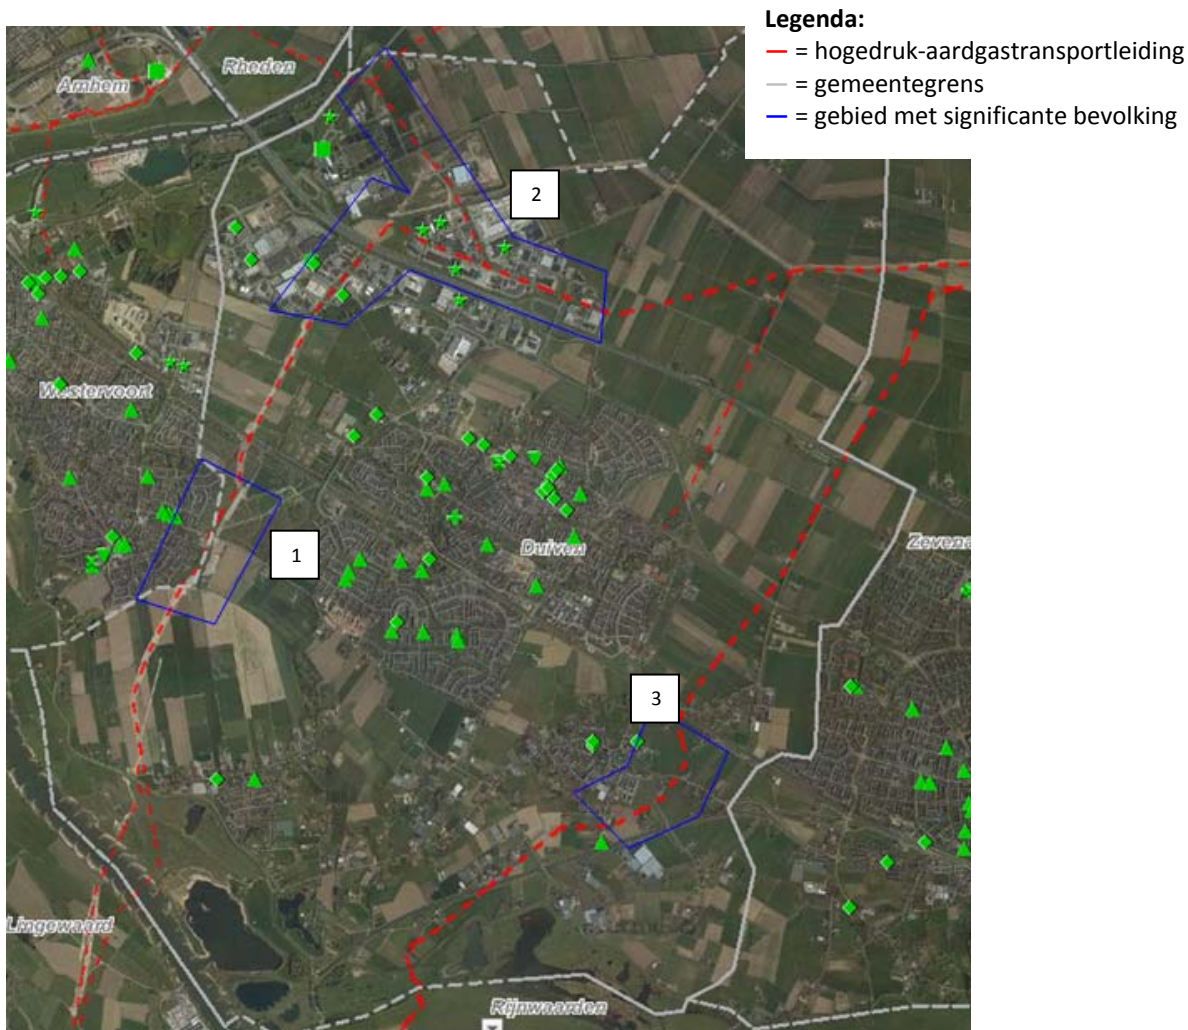 Legenda:
= hogedruk-aardgastransportleiding
= gemeentegrens
= gebied met significante bevolking
Rheden
Arnhem
2
Westervoort
1
Duiven
Zevena
3
Lingewaard
Rijnwaarden